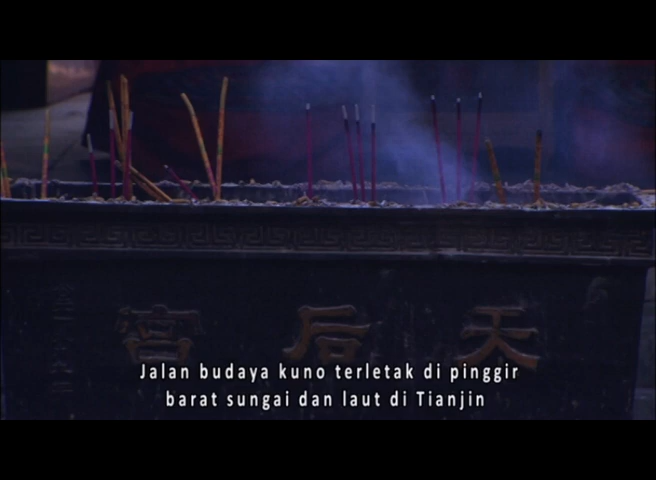 宫后天
Jalan budaya kuno terletak di pinggir
barat sungai dan laut di Tianjin